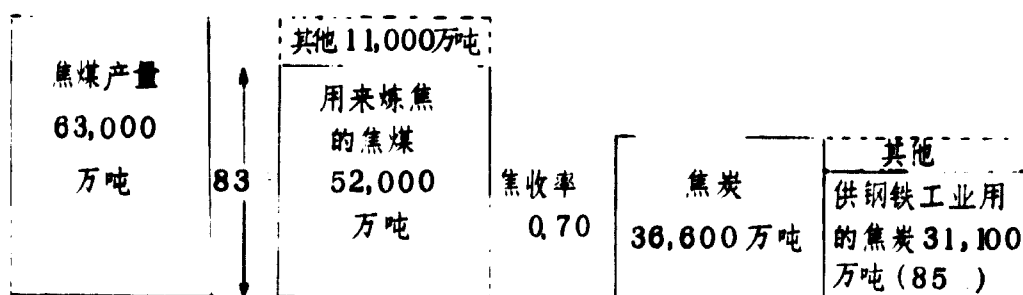 焦煤产量
63,000
万吨
83
其他11,000万吨
用来炼焦
的焦煤
52,000
万吨
焦收率
0.70
焦炭
36,600万吨
其他
供钢铁工业用
的焦炭31,100
万吨(85 )